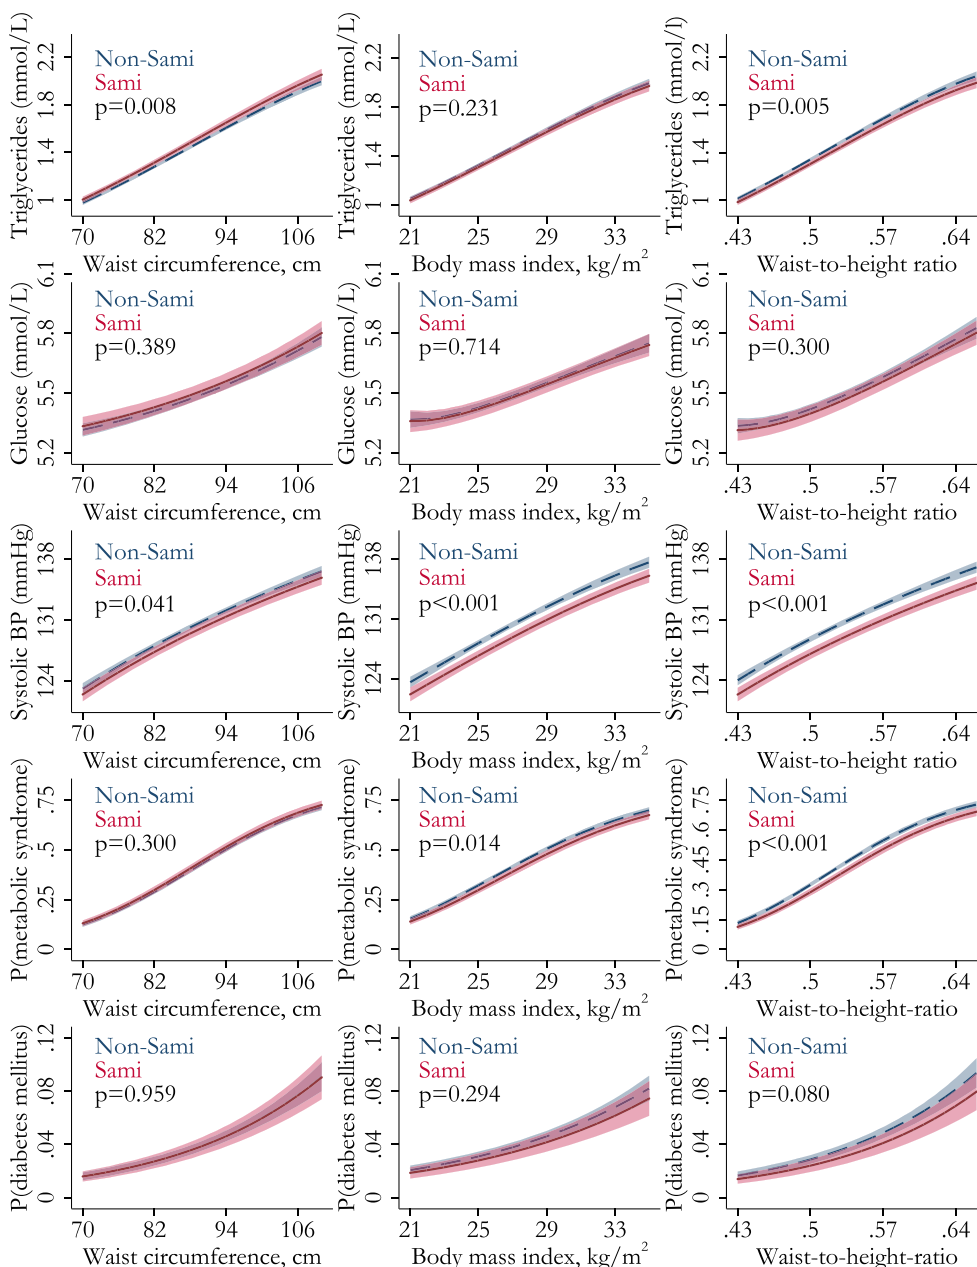 Triglycerides (mmol/L)
2.2
1.8
1.4
1
Non-Sami
Sami
p=0.008
70 82 94 106
Waist circumference, cm
Triglycerides (mmol/L)
2.2
1.8
1.4
1
Non-Sami
Sami
p=0.231
21 25 29 33
Body mass index, kg/m²
Triglycerides (mmol/l)
2.2
1.8
1.4
1
Non-Sami
Sami
p=0.005
.43 .5 .57 .64
Waist-to-height ratio
Glucose (mmol/L)
6.1
5.8
5.5
5.2
Non-Sami
Sami
p=0.389
70 82 94 106
Waist circumference, cm
Glucose (mmol/L)
6.1
5.8
5.5
5.2
Non-Sami
Sami
p=0.714
21 25 29 33
Body mass index, kg/m²
Glucose (mmol/L)
6.1
5.8
5.5
5.2
Non-Sami
Sami
p=0.300
.43 .5 .57 .64
Waist-to-height ratio
Systolic BP (mmHg)
138
131
124
Non-Sami
Sami
p=0.041
70 82 94 106
Waist circumference, cm
Systolic BP (mmHg)
138
131
124
Non-Sami
Sami
p<0.001
21 25 29 33
Body mass index, kg/m²
Systolic BP (mmHg)
138
131
124
Non-Sami
Sami
p<0.001
.43 .5 .57 .64
Waist-to-height ratio
P(metabolic syndrome)
.75
.5
.25
0
Non-Sami
Sami
p=0.300
70 82 94 106
Waist circumference, cm
P(metabolic syndrome)
.75
.5
.25
0
Non-Sami
Sami
p=0.014
21 25 29 33
Body mass index, kg/m²
P(metabolic syndrome)
.75
.6
.45
.3
.15
0
Non-Sami
Sami
p<0.001
.43 .5 .57 .64
Waist-to-height-ratio
P(diabetes mellitus)
.12
.08
.04
0
Non-Sami
Sami
p=0.959
70 82 94 106
Waist circumference, cm
P(diabetes mellitus)
.12
.08
.04
0
Non-Sami
Sami
p=0.294
21 25 29 33
Body mass index, kg/m²
P(diabetes mellitus)
.12
.08
.04
0
Non-Sami
Sami
p=0.080
.43 .5 .57 .64
Waist-to-height-ratio